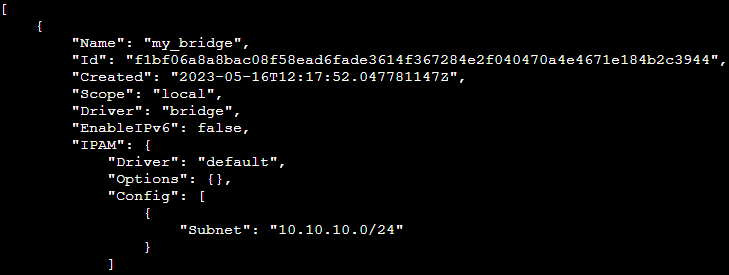 [
    {
        "Name": "my_bridge",
        "Id": "f1bf06a8a8bac08f58ead6fade3614f367284e2f040470a4e4671e184b2c3944",
        "Created": "2023-05-16T12:17:52.047781147Z",
        "Scope": "local",
        "Driver": "bridge",
        "EnableIPv6": false,
        "IPAM": {
            "Driver": "default",
            "Options": {},
            "Config": [
                {
                    "Subnet": "10.10.10.0/24"
                }
            ]